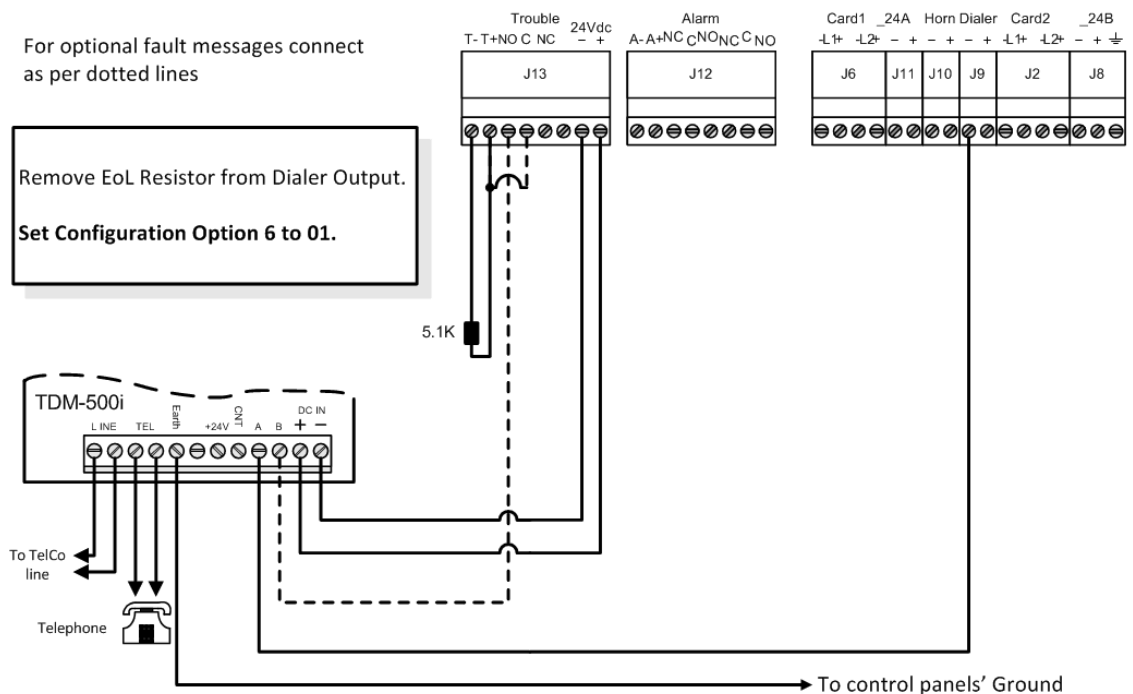 For optional fault messages connect
as per dotted lines
Remove EoL Resistor from Dialer Output.
Set Configuration Option 6 to 01.
Trouble
24Vdc
T- T+ NO C NC - +
J13
Alarm
A- A+ NC C NO NC C NO
J12
Card1 _24A Horn Dialer Card2 _24B
-L1+ -L2+ - + - + - + -L1+ -L2+ - +
J6 J11 J10 J9 J2 J8
5.1K
TDM-500i
L INE TEL Earth +24V CNT A B DC IN
+ -
To TelCo
line
Telephone
To control panels' Ground